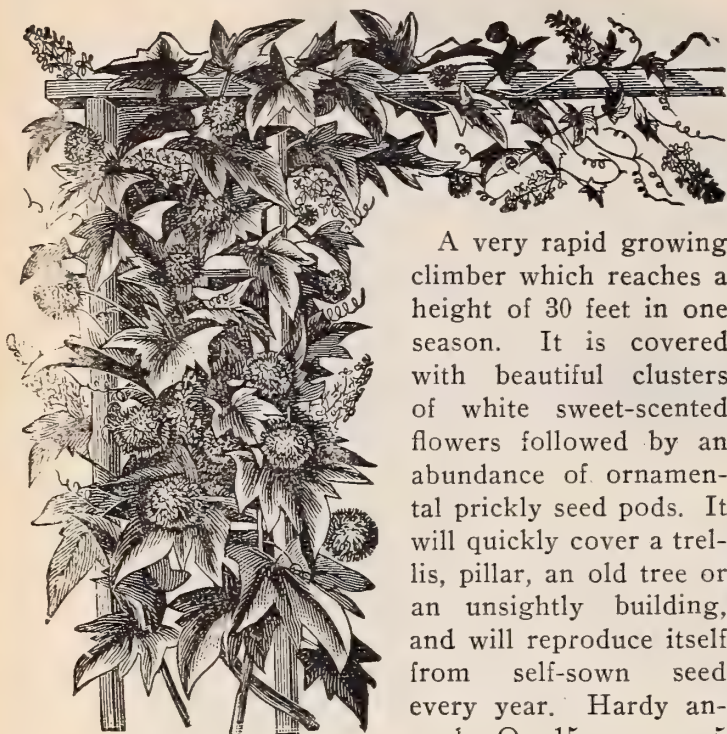 A very rapid growing
climber which reaches a
height of 30 feet in one
season. It is covered
with beautiful clusters
of white sweet-scented
flowers followed by an
abundance of ornamen-
tal prickly seed pods. It
will quickly cover a trel-
lis, pillar, an old tree or
an unsightly building,
and will reproduce itself
from self-sown seed
every year. Hardy an-